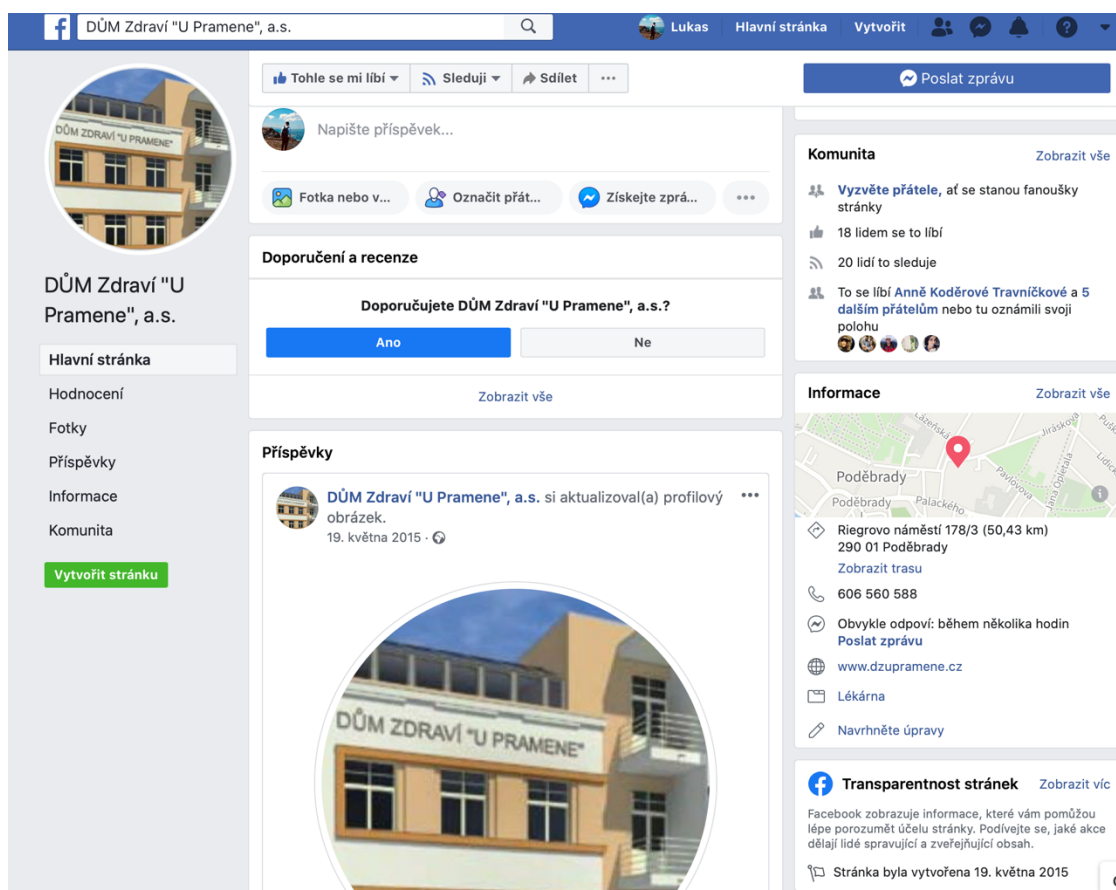 DŮM Zdraví "U Pramene", a.s.
Lukas
Hlavní stránka
Vytvořit
DŮM ZDRAVÍ "U PRAMENE"
DŮM Zdraví "U
Pramene", a.s.
Hlavní stránka
Hodnocení
Fotky
Příspěvky
Informace
Komunita
Vytvořit stránku
Tohle se mi líbí
Sleduji
Sdílet
Napište příspěvek...
Fotka nebo v...
Označit přát...
Získejte zprá...
Doporučení a recenze
Doporučujete DŮM Zdraví "U Pramene", a.s.?
Ano
Ne
Zobrazit vše
Příspěvky
DŮM Zdraví "U Pramene", a.s. si aktualizoval(a) profilový
obrázek.
19. května 2015 ·
DŮM ZDRAVÍ "U PRAMENE"
Poslat zprávu
Komunita
Zobrazit vše
Vyzvěte přátele, ať se stanou fanoušky
stránky
18 lidem se to líbí
20 lidí to sleduje
To se líbí Anně Koděrové Travníčkové a 5
dalším přátelům nebo tu oznámili svoji
polohu
Informace
Zobrazit vše
Lázeňská
Jiráskova
Poděbrady
Poděbrady
Palackého
Pavlovova
Jana Opletala
Riegrovo náměstí 178/3 (50,43 km)
290 01 Poděbrady
Zobrazit trasu
606 560 588
Obvykle odpoví: během několika hodin
Poslat zprávu
www.dzupramene.cz
Lékárna
Navrhněte úpravy
Transparentnost stránek
Zobrazit víc
Facebook zobrazuje informace, které vám pomůžou
lépe porozumět účelu stránky. Podívejte se, jaké akce
dělají lidé spravující a zveřejňující obsah.
Stránka byla vytvořena 19. května 2015